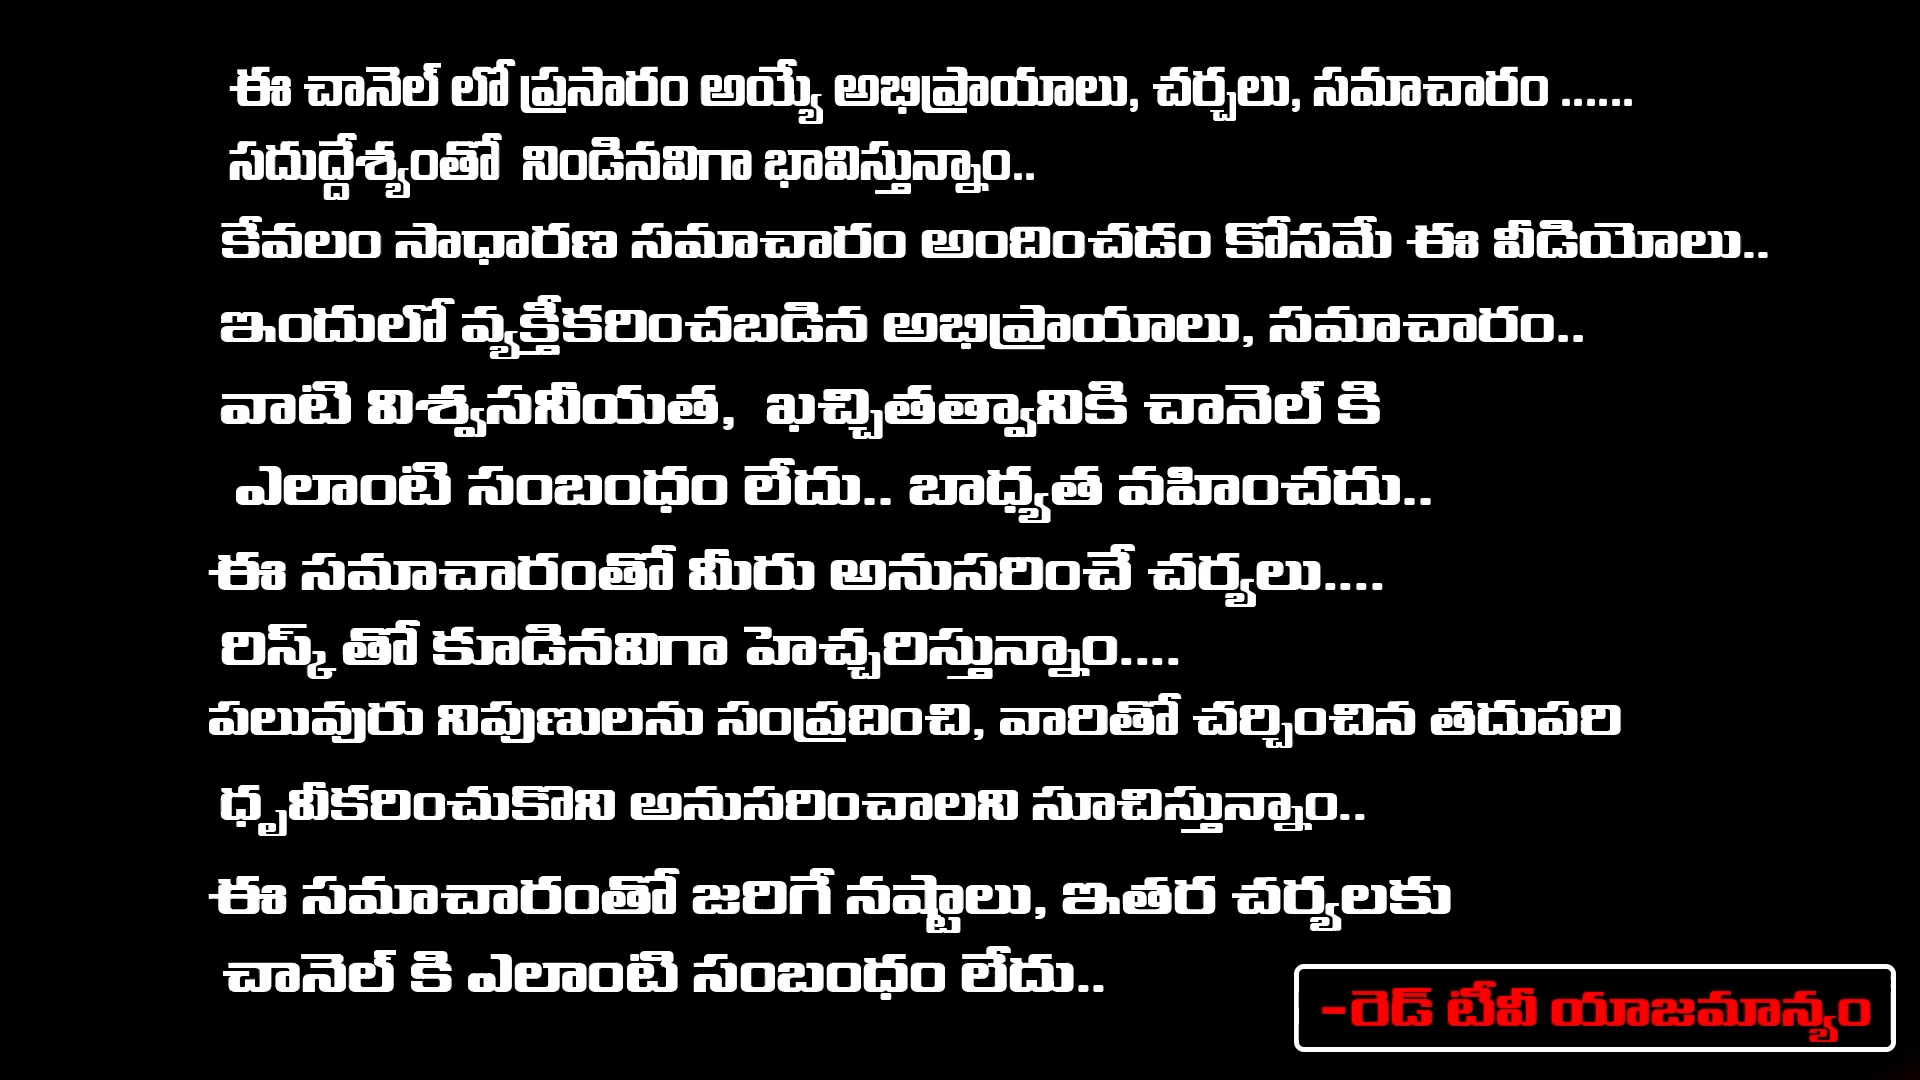 ఈ చానెల్ లో ప్రసారం అయ్యే అభిప్రాయాలు, చర్చలు, సమాచారం ......
సదుద్దేశ్యంతో నిండినవిగా భావిస్తున్నాం..
కేవలం సాధారణ సమాచారం అందించడం కోసమే ఈ వీడియోలు..
ఇందులో వ్యక్తీకరించబడిన అభిప్రాయాలు, సమాచారం..
వాటి విశ్వసనీయత, ఖచ్చితత్వానికి చానెల్ కి
ఎలాంటి సంబంధం లేదు.. బాధ్యత వహించదు..
ఈ సమాచారంతో మీరు అనుసరించే చర్యలు....
రిస్క్ తో కూడినవిగా హెచ్చరిస్తున్నాం....
పలువురు నిపుణులను సంప్రదించి, వారితో చర్చించిన తదుపరి
ధృవీకరించుకొని అనుసరించాలని సూచిస్తున్నాం..
ఈ సమాచారంతో జరిగే నష్టాలు, ఇతర చర్యలకు
చానెల్ కి ఎలాంటి సంబంధం లేదు..
-రెడ్ టీవీ యాజమాన్యం